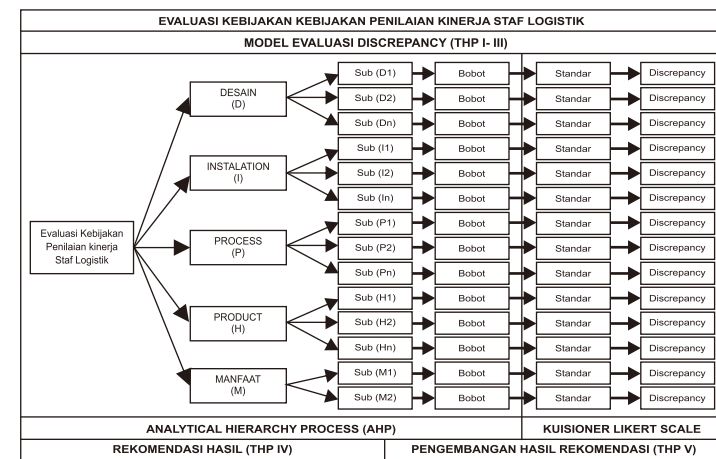 EVALUASI KEBIJAKAN KEBIJAKAN PENILAIAN KINERJA STAF LOGISTIK
MODEL EVALUASI DISCREPANCY (THP I- III)
Evaluasi Kebijakan
Penilaian kinerja
Staf Logistik
DESAIN
(D)
Sub (D1) Bobot Standar Discrepancy
Sub (D2) Bobot Standar Discrepancy
Sub (Dn) Bobot Standar Discrepancy
INSTALATION
(I)
Sub (I1) Bobot Standar Discrepancy
Sub (I2) Bobot Standar Discrepancy
Sub (In) Bobot Standar Discrepancy
PROCESS
(P)
Sub (P1) Bobot Standar Discrepancy
Sub (P2) Bobot Standar Discrepancy
Sub (Pn) Bobot Standar Discrepancy
PRODUCT
(H)
Sub (H1) Bobot Standar Discrepancy
Sub (H2) Bobot Standar Discrepancy
Sub (Hn) Bobot Standar Discrepancy
MANFAAT
(M)
Sub (M1) Bobot Standar Discrepancy
Sub (M2) Bobot Standar Discrepancy
ANALYTICAL HIERARCHY PROCESS (AHP) KUISIONER LIKERT SCALE
REKOMENDASI HASIL (THP IV) PENGEMBANGAN HASIL REKOMENDASI (THP V)